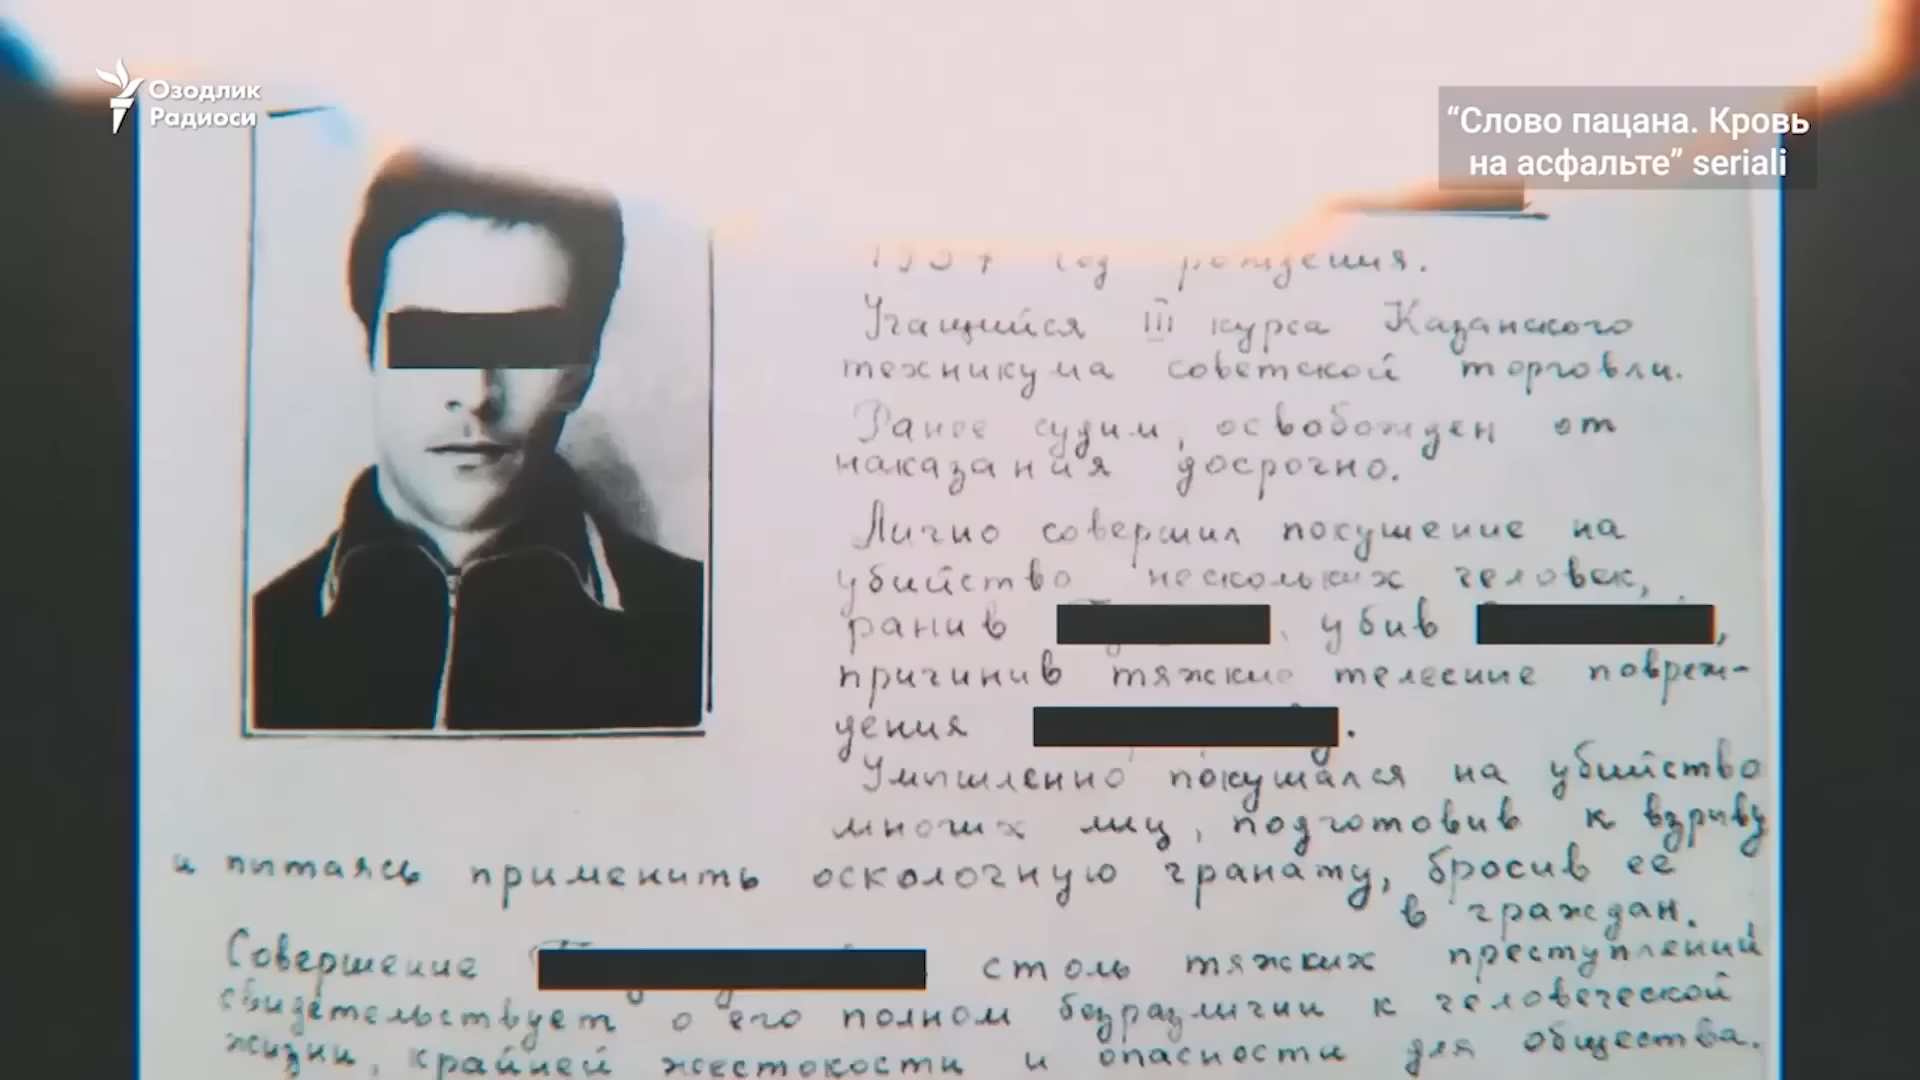 Озодлик
Радиоси
“Слово пацана. Кровь
на асфальте” seriali
год рождения.
Учащийся III курса Казанского
техникума советской торговли.
Ранее судим, освобожден от
наказания досрочно.
Лично совершил покушение на
убийство нескольких человек,
ранив убив ,
причинив тяжкие телесние повреж-
дения .
Умышленно покушался на убийство
многих лиц, подготовив к взрыву
и пытаясь применить осколочную гранату, бросив ее
в граждан.
Совершение столь тяжких преступлений
свидетельствует о его полном безразличии к человеческой
жизни, крайней жестокости и опасности для общества.